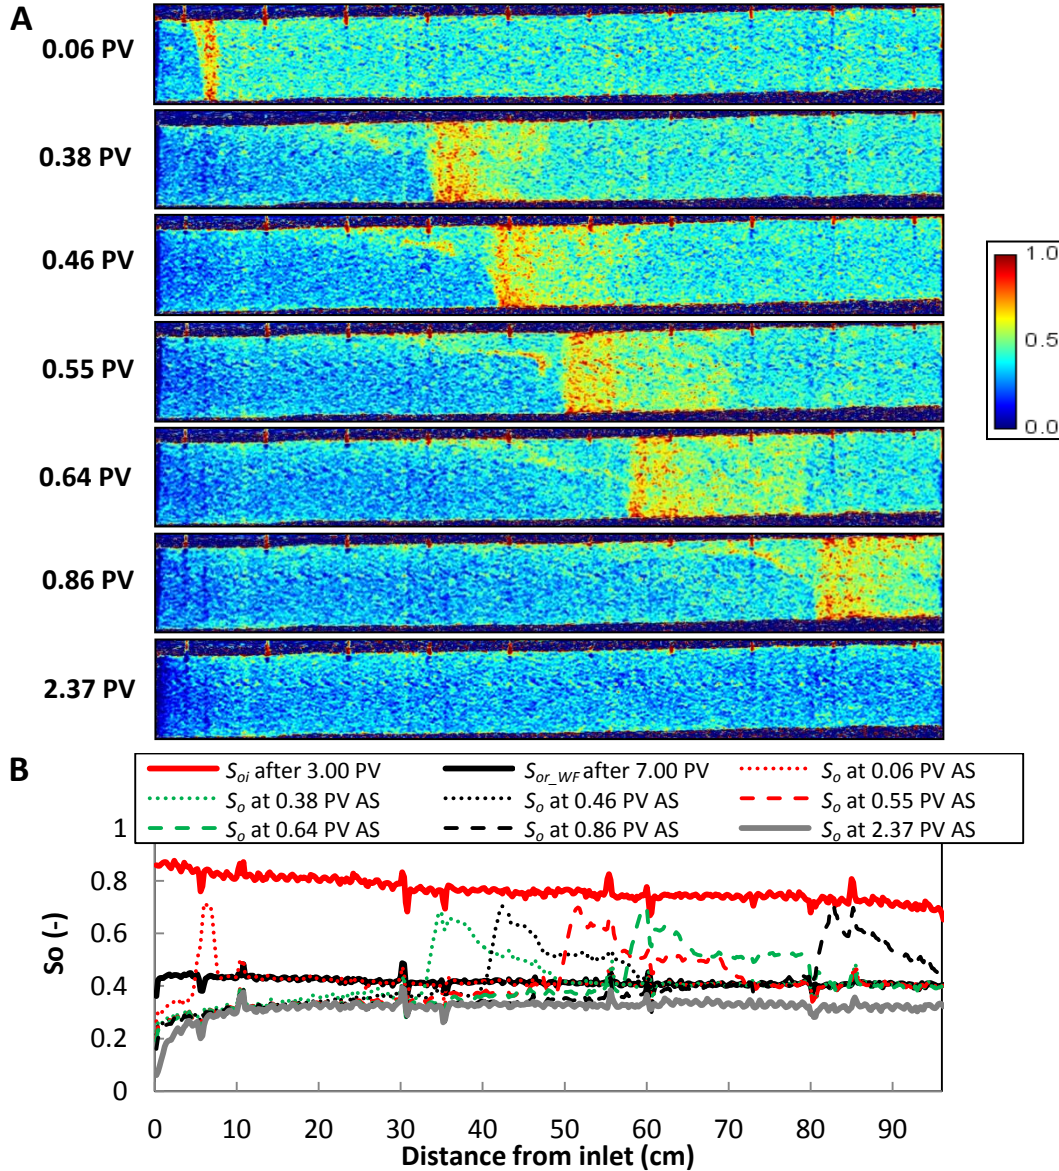 A
0.06 PV
0.38 PV
0.46 PV
0.55 PV
0.64 PV
0.86 PV
2.37 PV
1.0
0.5
0.0
B
Soi after 3.00 PV Sor_WF after 7.00 PV So at 0.06 PV AS
So at 0.38 PV AS So at 0.46 PV AS So at 0.55 PV AS
So at 0.64 PV AS So at 0.86 PV AS So at 2.37 PV AS
1
0.8
0.6
0.4
0.2
0
So (-)
0 10 20 30 40 50 60 70 80 90
Distance from inlet (cm)